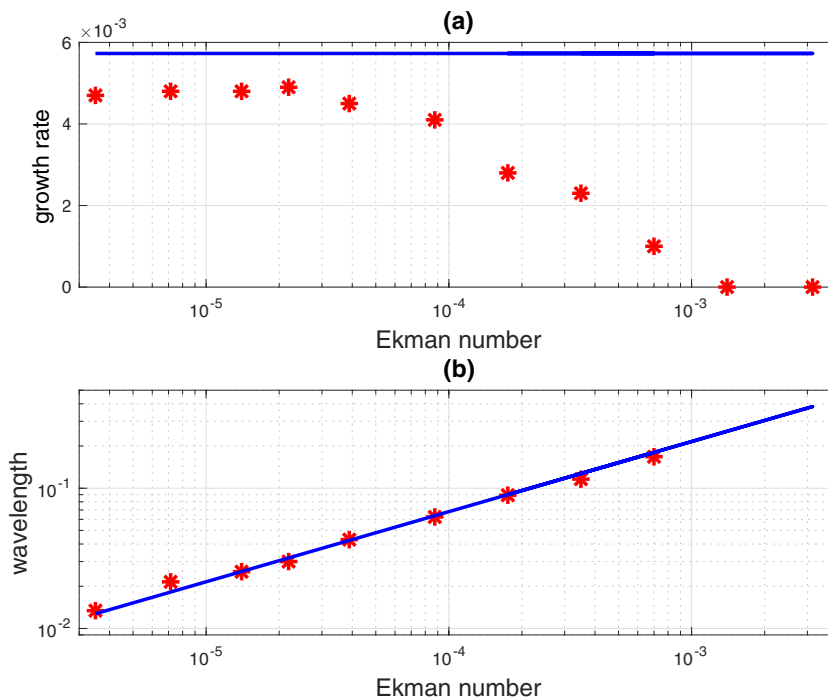 (a)
×10⁻³
6
4
2
0
growth rate
10⁻⁵
10⁻⁴
10⁻³
Ekman number
(b)
10⁻¹
10⁻²
wavelength
10⁻⁵
10⁻⁴
10⁻³
Ekman number